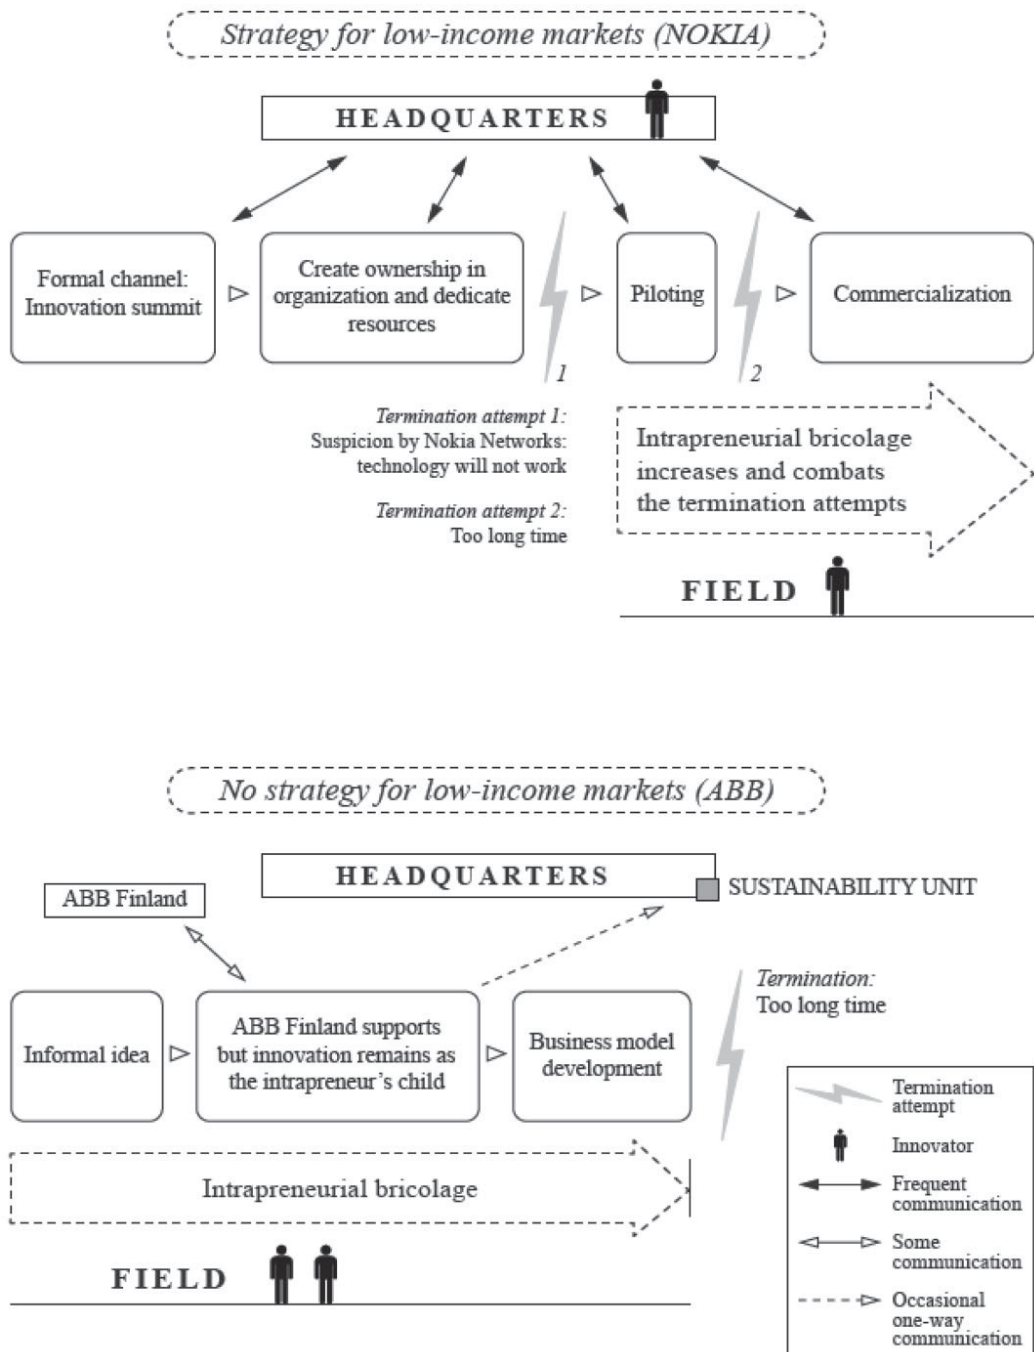 Strategy for low-income markets (NOKIA)
HEADQUARTERS
Formal channel:
Innovation summit
Create ownership in
organization and dedicate
resources
1
Piloting
2
Commercialization
Termination attempt 1:
Suspicion by Nokia Networks:
technology will not work
Termination attempt 2:
Too long time
Intrapreneurial bricolage
increases and combats
the termination attempts
FIELD
No strategy for low-income markets (ABB)
HEADQUARTERS
SUSTAINABILITY UNIT
ABB Finland
Informal idea
ABB Finland supports
but innovation remains as
the intrapreneur's child
Business model
development
Termination:
Too long time
Intrapreneurial bricolage
FIELD
Termination
attempt
Innovator
Frequent
communication
Some
communication
Occasional
one-way
communication